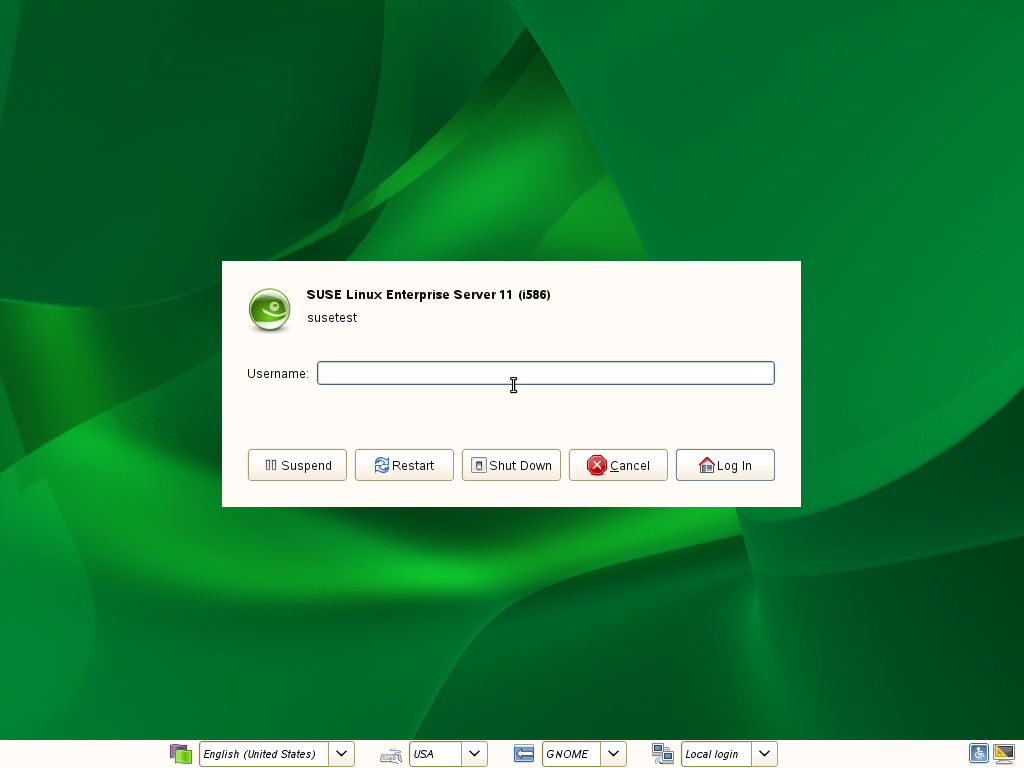 SUSE Linux Enterprise Server 11 (i586)
susetest
Username:
Suspend Restart Shut Down Cancel Log In
English (United States) USA GNOME Local login